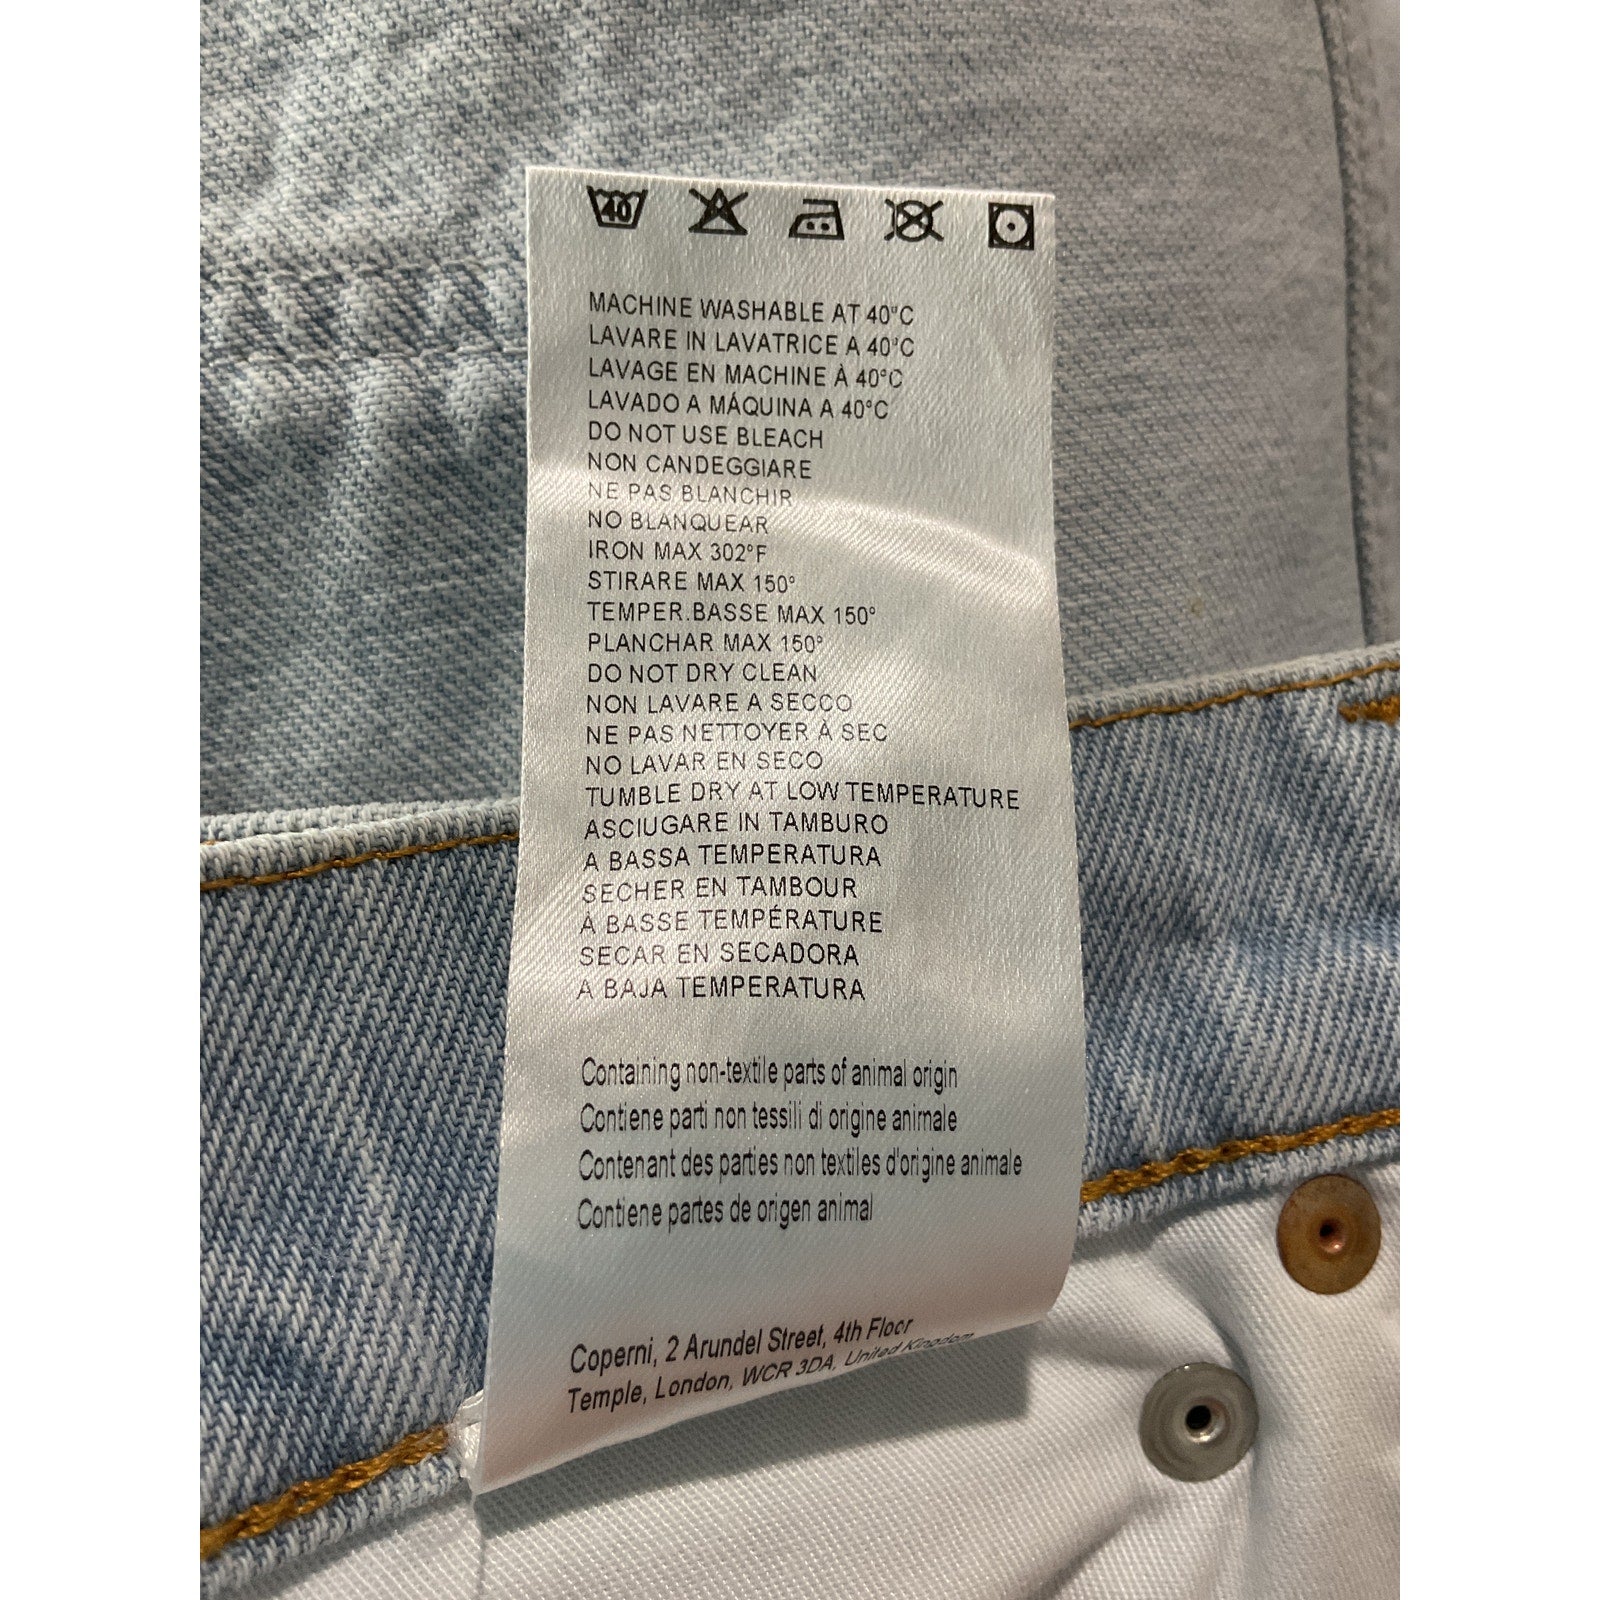 40
MACHINE WASHABLE AT 40°C
LAVARE IN LAVATRICE A 40°C
LAVAGE EN MACHINE À 40°C
LAVADO A MÁQUINA A 40°C
DO NOT USE BLEACH
NON CANDEGGIARE
NE PAS BLANCHIR
NO BLANQUEAR
IRON MAX 302°F
STIRARE MAX 150°
TEMPER.BASSE MAX 150°
PLANCHAR MAX 150°
DO NOT DRY CLEAN
NON LAVARE A SECCO
NE PAS NETTOYER À SEC
NO LAVAR EN SECO
TUMBLE DRY AT LOW TEMPERATURE
ASCIUGARE IN TAMBURO
A BASSA TEMPERATURA
SECHER EN TAMBOUR
À BASSE TEMPÉRATURE
SECAR EN SECADORA
A BAJA TEMPERATURA
Containing non-textile parts of animal origin
Contiene parti non tessili di origine animale
Contenant des parties non textiles d'origine animale
Contiene partes de origen animal
Coperni, 2 Arundel Street, 4th Floor
Temple, London, WCR 3DA, United Kingdom